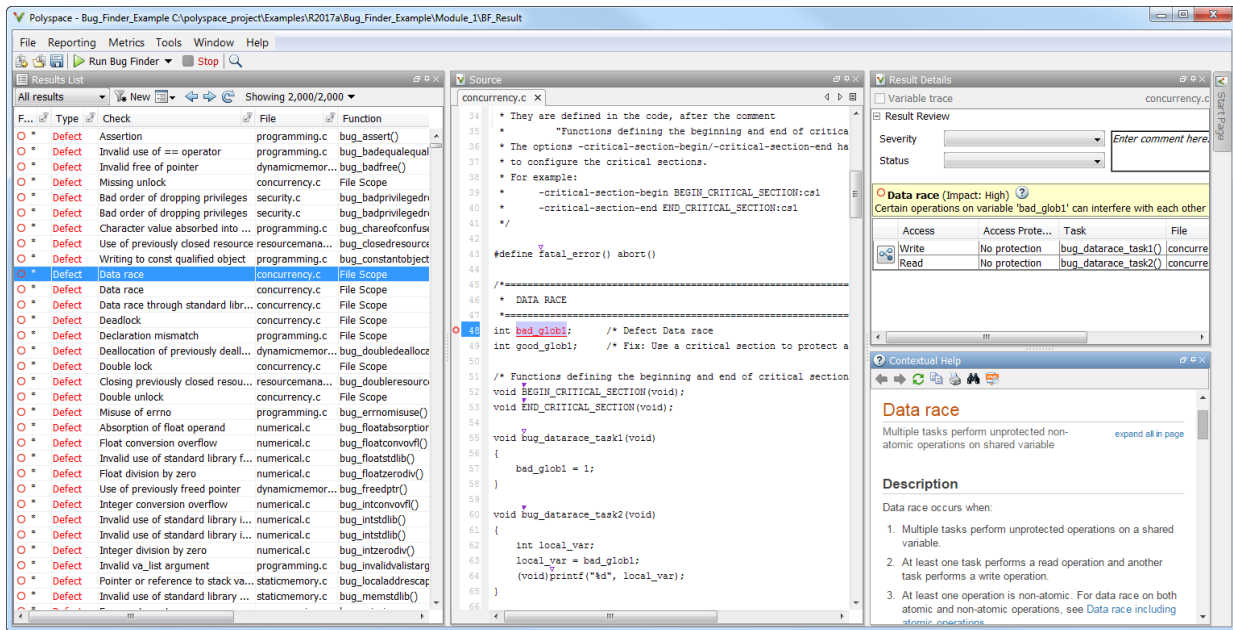 Polyspace - Bug_Finder_Example C:\polyspace_project\Examples\R2017a\Bug_Finder_Example\Module_1\BF_Result
File Reporting Metrics Tools Window Help
Run Bug Finder Stop
Results List
All results New Showing 2,000/2,000
F... Type Check File Function
Defect Assertion programming.c bug_assert()
Defect Invalid use of == operator programming.c bug_badequalequal
Defect Invalid free of pointer dynamicmemor... bug_badfree()
Defect Missing unlock concurrency.c File Scope
Defect Bad order of dropping privileges security.c bug_badprivilegedr
Defect Bad order of dropping privileges security.c bug_badprivilegedr
Defect Character value absorbed into ... programming.c bug_chareofconfuse
Defect Use of previously closed resource resourcemana... bug_closedresource
Defect Writing to const qualified object programming.c bug_constantobject
Defect Data race concurrency.c File Scope
Defect Data race concurrency.c File Scope
Defect Data race through standard libr... concurrency.c File Scope
Defect Deadlock concurrency.c File Scope
Defect Declaration mismatch programming.c File Scope
Defect Deallocation of previously deall... dynamicmemor... bug_doubledealloca
Defect Double lock concurrency.c File Scope
Defect Closing previously closed resou... resourcemana... bug_doubleresource
Defect Double unlock concurrency.c File Scope
Defect Misuse of errno programming.c bug_errnomisuse()
Defect Absorption of float operand numerical.c bug_floatabsorption
Defect Float conversion overflow numerical.c bug_floatconvovfl()
Defect Invalid use of standard library f... numerical.c bug_floatstdlib()
Defect Float division by zero numerical.c bug_floatzerodiv()
Defect Use of previously freed pointer dynamicmemor... bug_freedptr()
Defect Integer conversion overflow numerical.c bug_intconvovfl()
Defect Invalid use of standard library i... numerical.c bug_intstdlib()
Defect Invalid use of standard library i... numerical.c bug_intstdlib()
Defect Integer division by zero numerical.c bug_intzerodiv()
Defect Invalid va_list argument programming.c bug_invalidvalistarg
Defect Pointer or reference to stack va... staticmemory.c bug_localaddrescap
Defect Invalid use of standard library ... staticmemory.c bug_memstdlib()
Source
concurrency.c
34 * They are defined in the code, after the comment
35 * "Functions defining the beginning and end of critica
36 * The options -critical-section-begin/-critical-section-end ha
37 * to configure the critical sections.
38 * For example:
39 * -critical-section-begin BEGIN_CRITICAL_SECTION:cs1
40 * -critical-section-end END_CRITICAL_SECTION:cs1
41 */
42
43 #define fatal_error() abort()
44
45 /*=====================================================
46 * DATA RACE
47 *=====================================================
48 int bad_glob1; /* Defect Data race
49 int good_glob1; /* Fix: Use a critical section to protect a
50
51 /* Functions defining the beginning and end of critical section
52 void BEGIN_CRITICAL_SECTION(void);
53 void END_CRITICAL_SECTION(void);
54
55 void bug_datarace_task1(void)
56 {
57 bad_glob1 = 1;
58 }
59
60 void bug_datarace_task2(void)
61 {
62 int local_var;
63 local_var = bad_glob1;
64 (void)printf("%d", local_var);
65 }
66
Result Details
Variable trace concurrency.c
Result Review
Severity
Enter comment here.
Status
Data race (Impact: High)
Certain operations on variable 'bad_glob1' can interfere with each other
Access Access Prote... Task File
Write No protection bug_datarace_task1() concurre
Read No protection bug_datarace_task2() concurre
Contextual Help
Data race
Multiple tasks perform unprotected non-
atomic operations on shared variable
expand all in page
Description
Data race occurs when:
1. Multiple tasks perform unprotected operations on a shared
variable.
2. At least one task performs a read operation and another
task performs a write operation.
3. At least one operation is non-atomic. For data race on both
atomic and non-atomic operations, see Data race including
atomic operations
Start Page